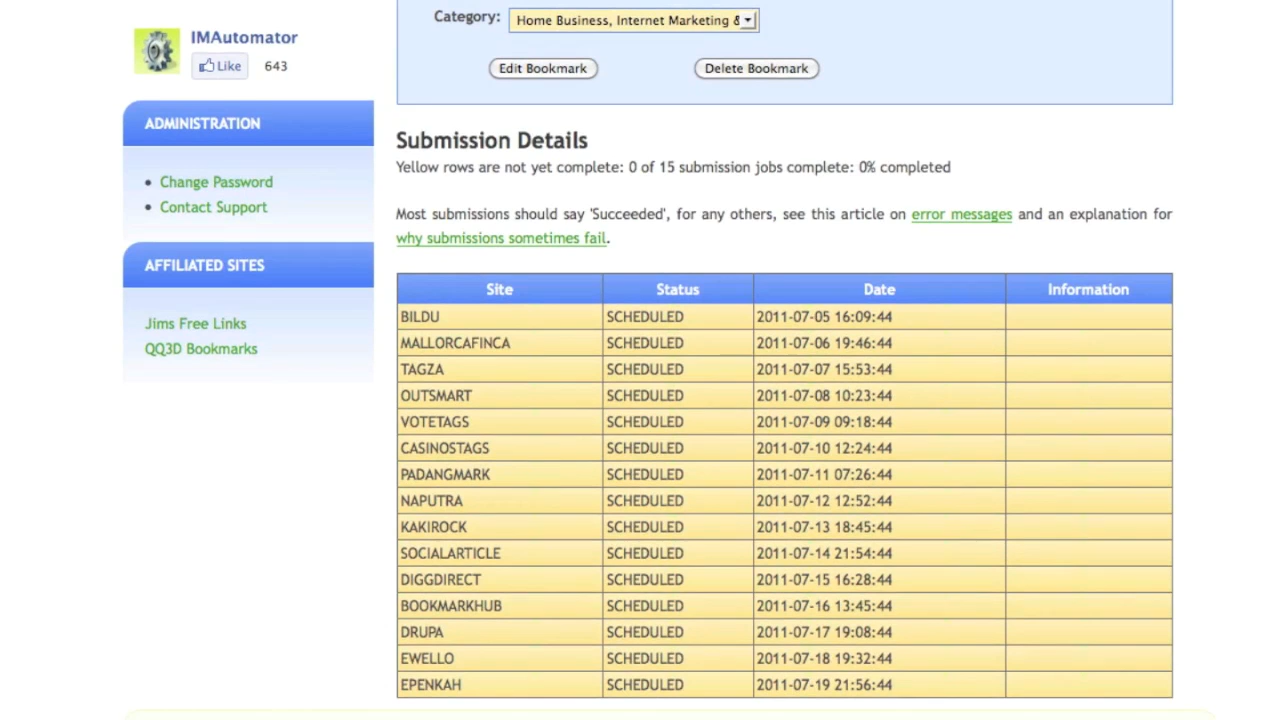 Category: Home Business, Internet Marketing &
IMAutomator
Like 643
Edit Bookmark Delete Bookmark
ADMINISTRATION
Change Password
Contact Support
AFFILIATED SITES
Jims Free Links
QQ3D Bookmarks
Submission Details
Yellow rows are not yet complete: 0 of 15 submission jobs complete: 0% completed
Most submissions should say 'Succeeded', for any others, see this article on error messages and an explanation for
why submissions sometimes fail.
Site Status Date Information
BILDU SCHEDULED 2011-07-05 16:09:44
MALLORCAFINCA SCHEDULED 2011-07-06 19:46:44
TAGZA SCHEDULED 2011-07-07 15:53:44
OUTSMART SCHEDULED 2011-07-08 10:23:44
VOTETAGS SCHEDULED 2011-07-09 09:18:44
CASINOSTAGS SCHEDULED 2011-07-10 12:24:44
PADANGMARK SCHEDULED 2011-07-11 07:26:44
NAPUTRA SCHEDULED 2011-07-12 12:52:44
KAKIROCK SCHEDULED 2011-07-13 18:45:44
SOCIALARTICLE SCHEDULED 2011-07-14 21:54:44
DIGGDIRECT SCHEDULED 2011-07-15 16:28:44
BOOKMARKHUB SCHEDULED 2011-07-16 13:45:44
DRUPA SCHEDULED 2011-07-17 19:08:44
EWELLO SCHEDULED 2011-07-18 19:32:44
EPENKAH SCHEDULED 2011-07-19 21:56:44